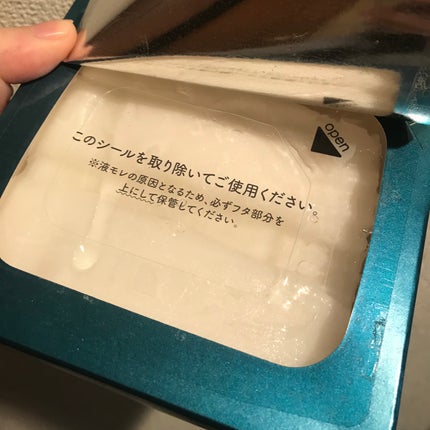 open
このシールを取り除いてご使用ください。
※液モレの原因となるため、必ずフタ部分を
上にして保管してください。